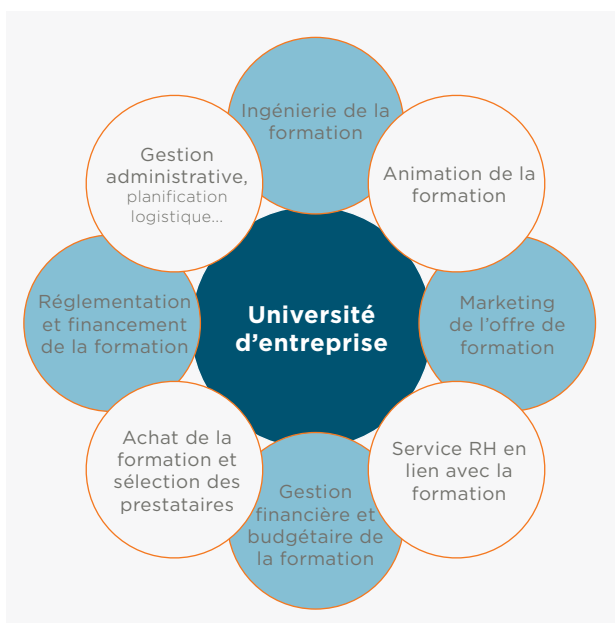 Ingénierie de la
formation
Animation de la
formation
Marketing
de l’offre de
formation
Service RH en
lien avec la
formation
Gestion
financière et
budgétaire de
la formation
Achat de la
formation et
sélection des
prestataires
Réglementation
et financement
de la formation
Gestion
administrative,
planification
logistique...
Université
d’entreprise